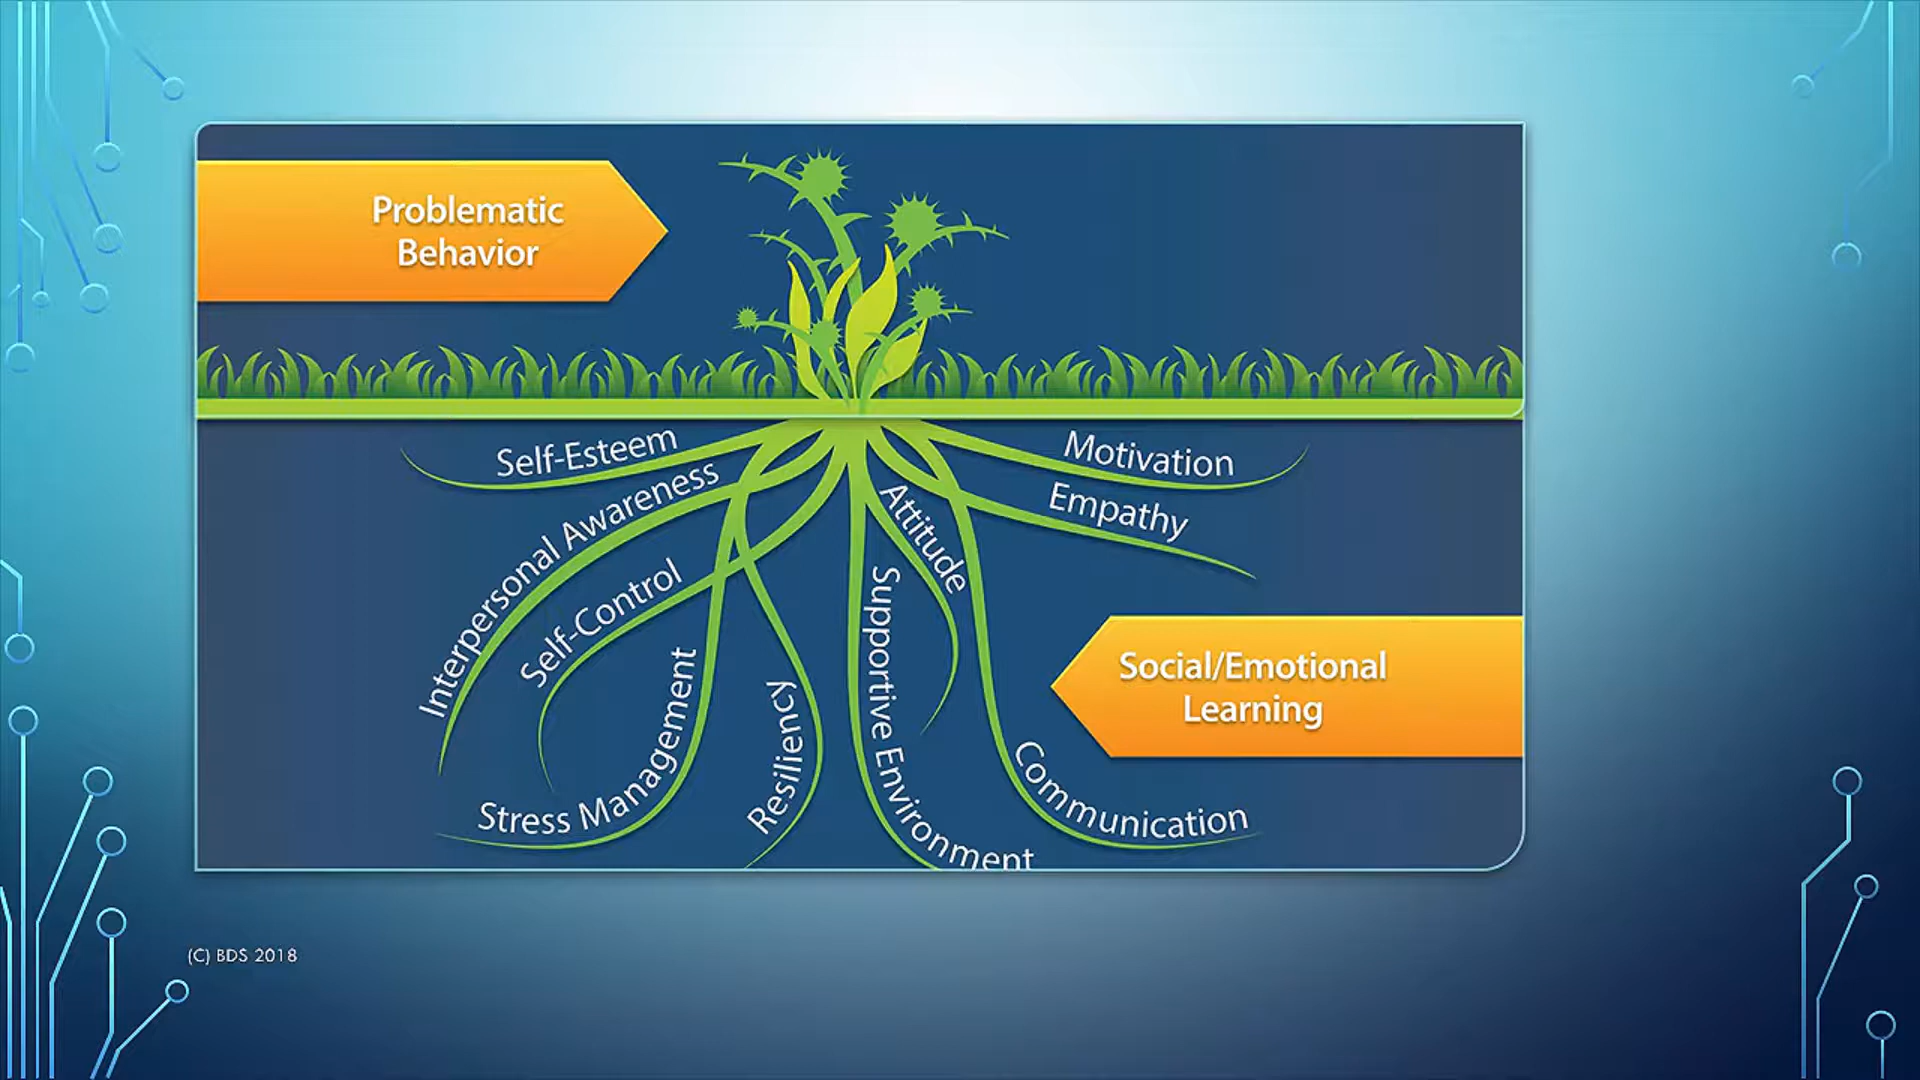 Problematic
Behavior
Self-Esteem
Motivation
Interpersonal Awareness
Empathy
Attitude
Self-Control
Supportive Environment
Social/Emotional
Learning
Stress Management
Resiliency
Communication
(C) BDS 2018